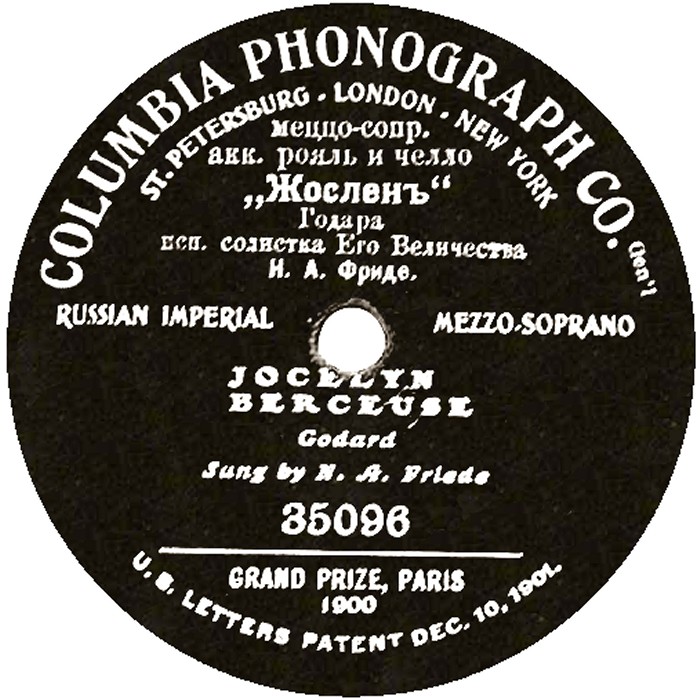 COLUMBIA PHONOGRAPH CO. Gen'l
ST. PETERSBURG · LONDON · NEW YORK
меццо-сопр.
акк. рояль и челло
„Жосленъ“
Годара
исп. солистка Его Величества
Н. А. Фриде.
RUSSIAN IMPERIAL
MEZZO-SOPRANO
JOCELYN
BERCEUSE
Godard
Sung by N. A. Friede
35096
GRAND PRIZE, PARIS
1900
U.S. LETTERS PATENT DEC. 10, 1901.